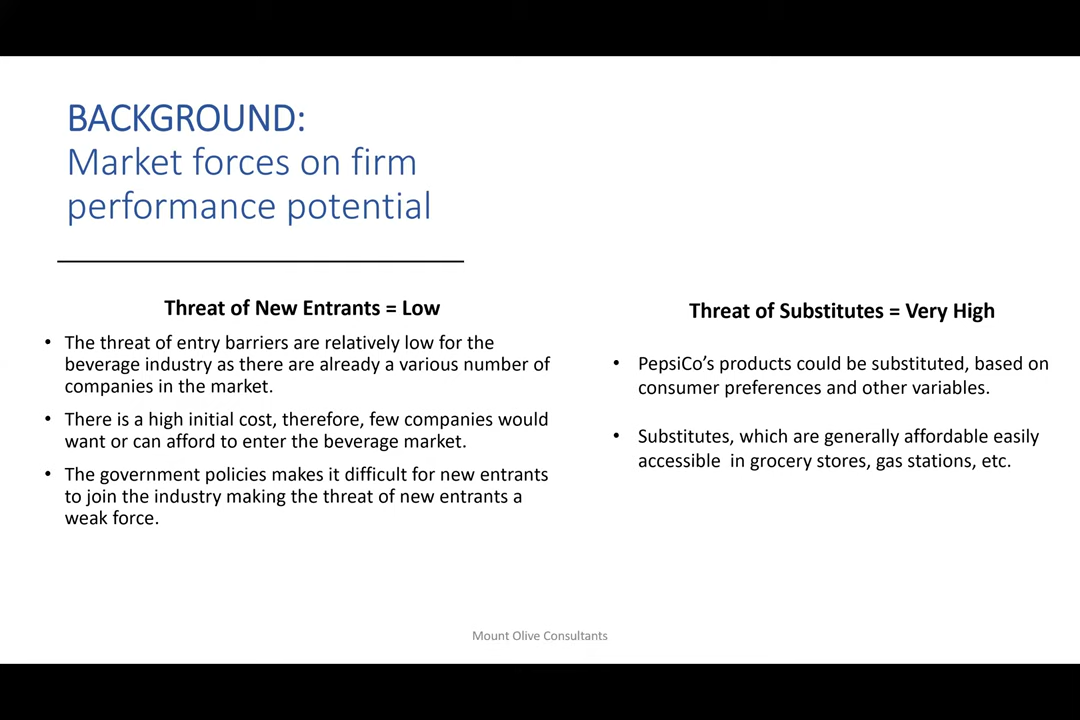 BACKGROUND:
Market forces on firm
performance potential
Threat of New Entrants = Low
• The threat of entry barriers are relatively low for the
beverage industry as there are already a various number of
companies in the market.
• There is a high initial cost, therefore, few companies would
want or can afford to enter the beverage market.
• The government policies makes it difficult for new entrants
to join the industry making the threat of new entrants a
weak force.
Threat of Substitutes = Very High
• PepsiCo’s products could be substituted, based on
consumer preferences and other variables.
• Substitutes, which are generally affordable easily
accessible  in grocery stores, gas stations, etc.
Mount Olive Consultants